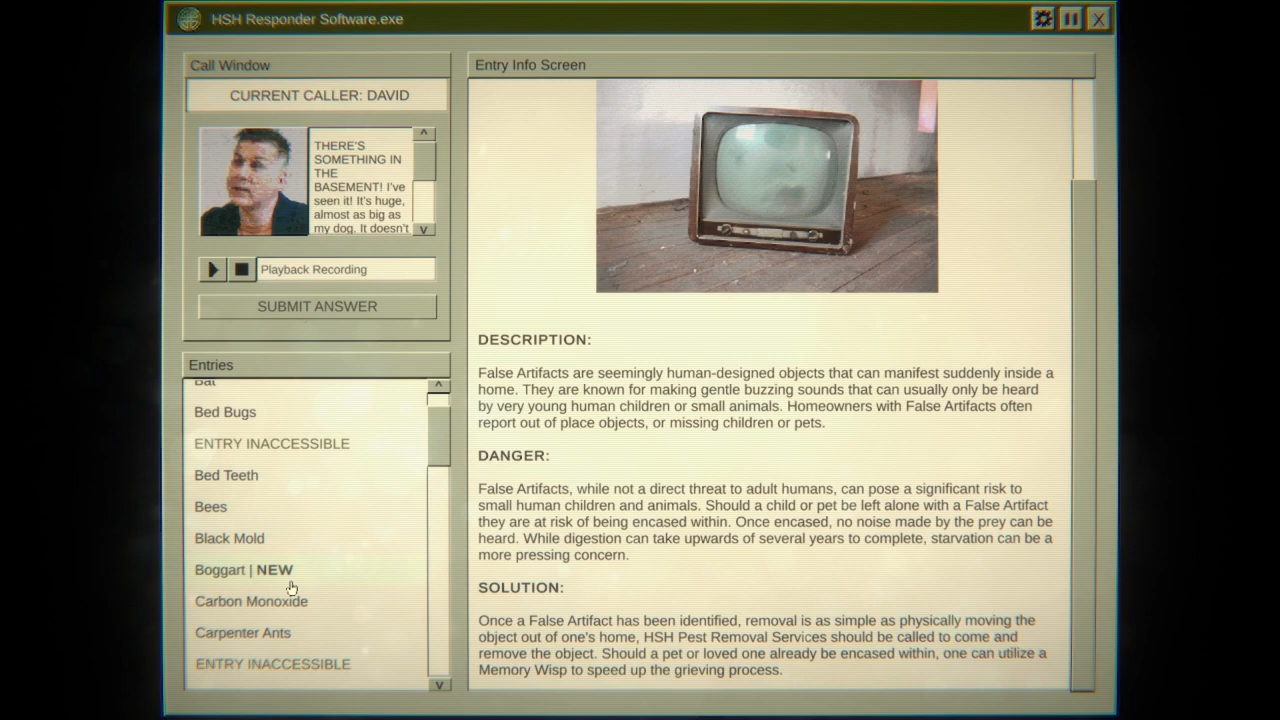 HSH Responder Software.exe
X
Call Window
CURRENT CALLER: DAVID
THERE'S
SOMETHING IN
THE
BASEMENT! I've
seen it! It's huge,
almost as big as
my dog. It doesn't
Playback Recording
SUBMIT ANSWER
Entries
Bat
Bed Bugs
ENTRY INACCESSIBLE
Bed Teeth
Bees
Black Mold
Boggart | NEW
Carbon Monoxide
Carpenter Ants
ENTRY INACCESSIBLE
Entry Info Screen
DESCRIPTION:
False Artifacts are seemingly human-designed objects that can manifest suddenly inside a
home. They are known for making gentle buzzing sounds that can usually only be heard
by very young human children or small animals. Homeowners with False Artifacts often
report out of place objects, or missing children or pets.
DANGER:
False Artifacts, while not a direct threat to adult humans, can pose a significant risk to
small human children and animals. Should a child or pet be left alone with a False Artifact
they are at risk of being encased within. Once encased, no noise made by the prey can be
heard. While digestion can take upwards of several years to complete, starvation can be a
more pressing concern.
SOLUTION:
Once a False Artifact has been identified, removal is as simple as physically moving the
object out of one's home, HSH Pest Removal Services should be called to come and
remove the object. Should a pet or loved one already be encased within, one can utilize a
Memory Wisp to speed up the grieving process.